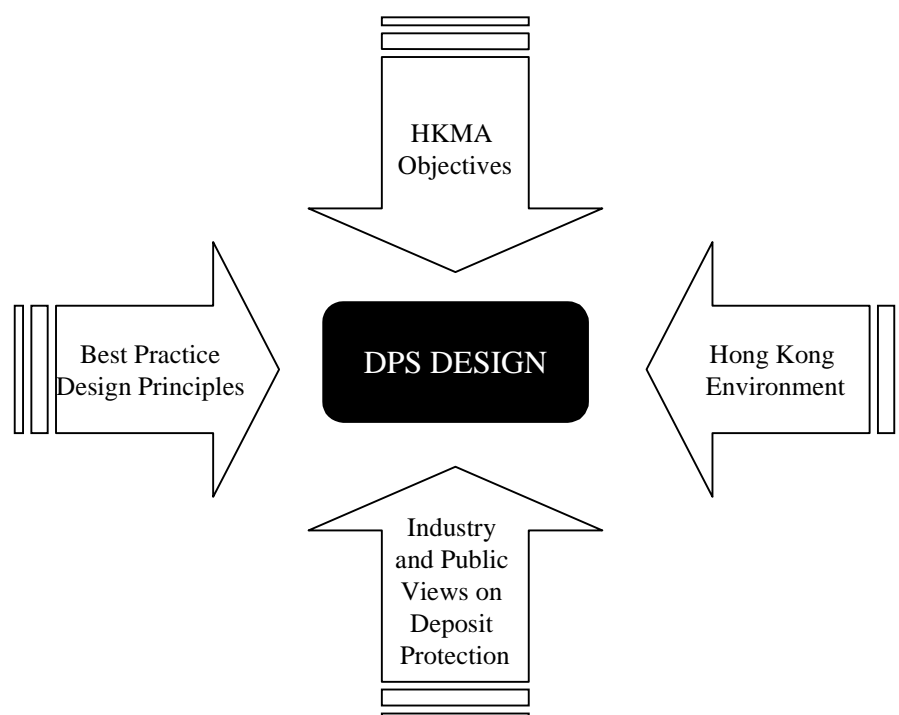 HKMA
Objectives
Best Practice
Design Principles
DPS DESIGN
Hong Kong
Environment
Industry
and Public
Views on
Deposit
Protection